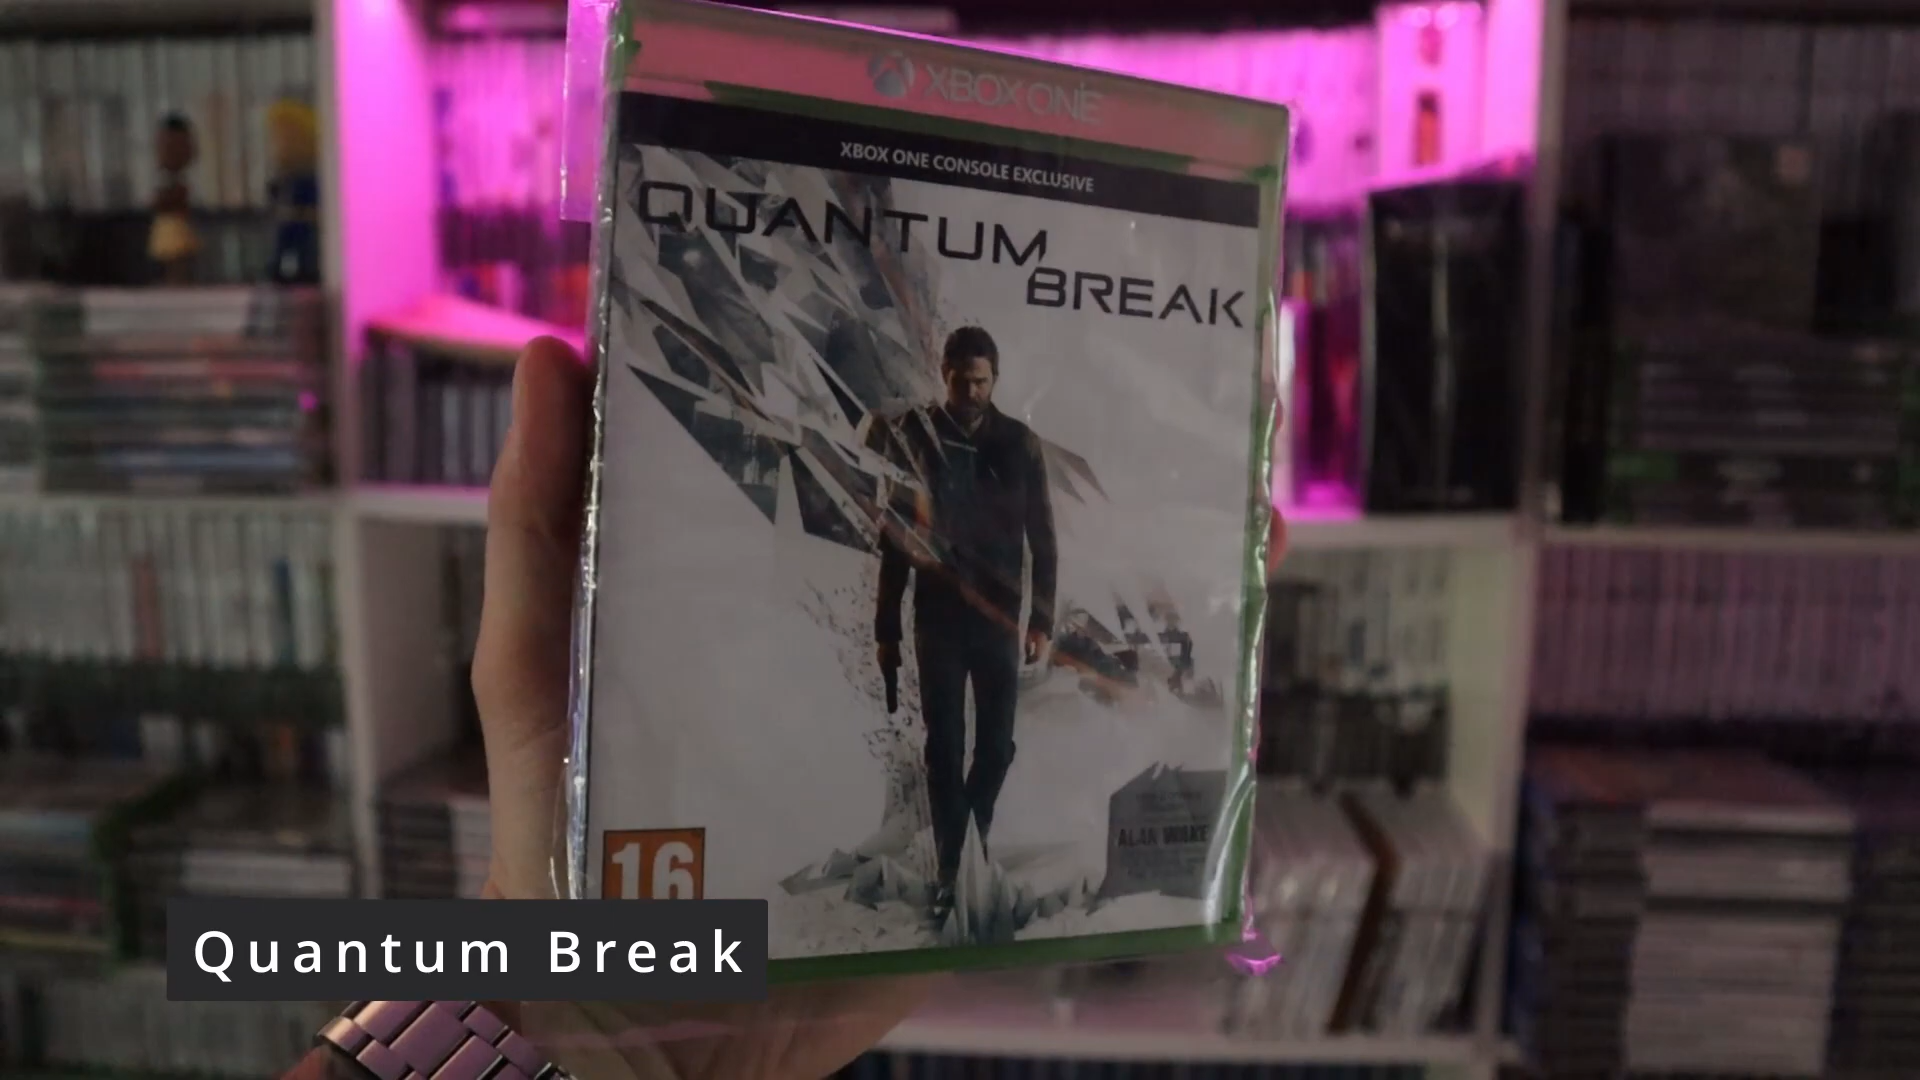 XBOX ONE
XBOX ONE CONSOLE EXCLUSIVE
QUANTUM
BREAK
ALAN WAKE
16
Quantum Break